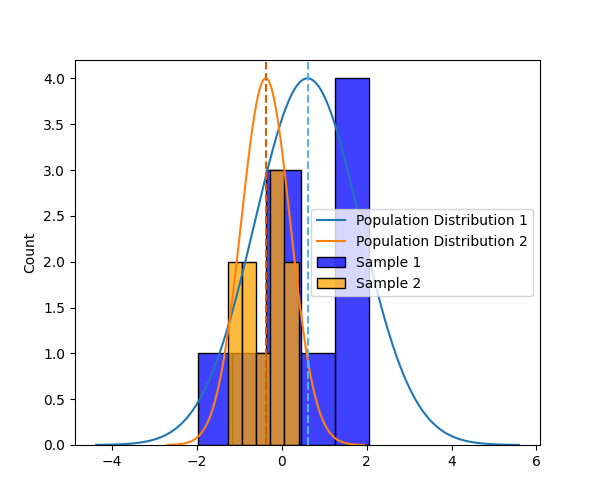 4.0
3.5
3.0
2.5
2.0
1.5
1.0
0.5
0.0
Count
Population Distribution 1
Population Distribution 2
Sample 1
Sample 2
−4 −2 0 2 4 6